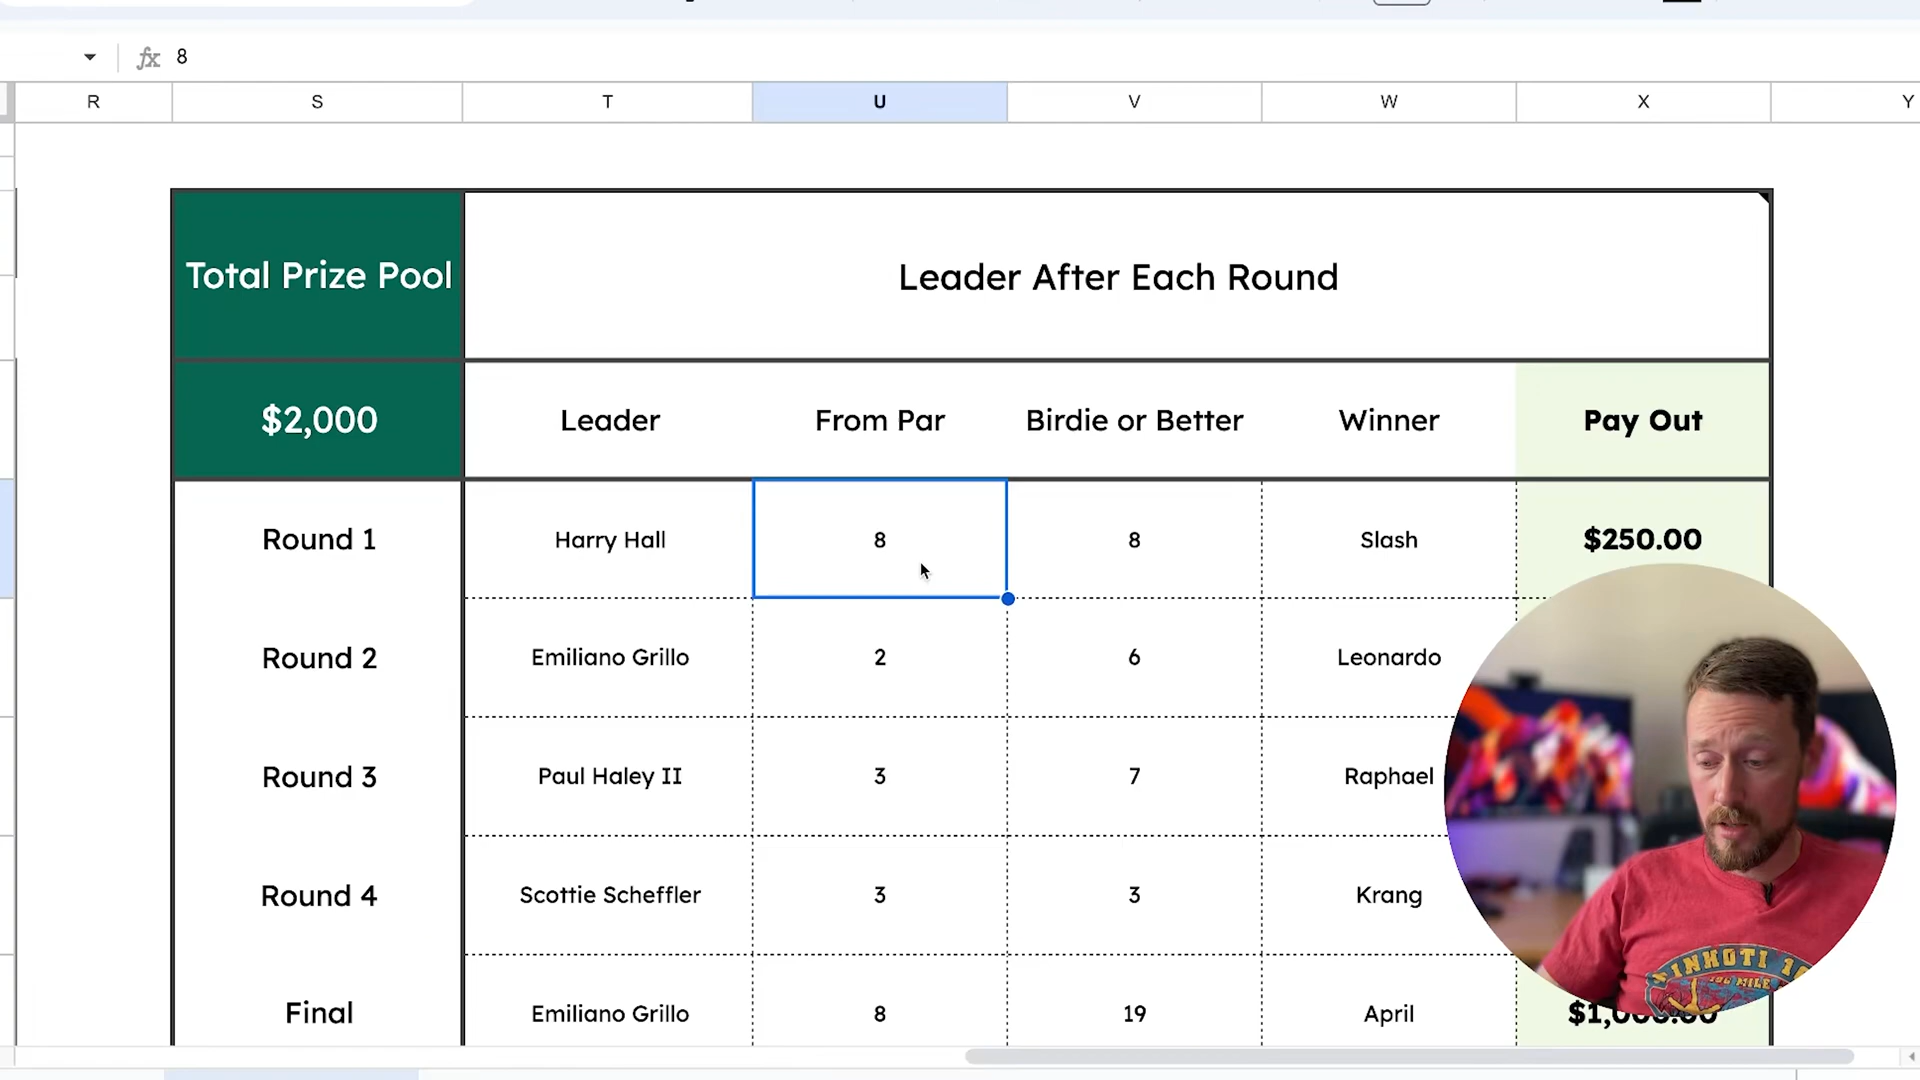 fx 8
R S T U V W X Y
Total Prize Pool Leader After Each Round
$2,000 Leader From Par Birdie or Better Winner Pay Out
Round 1 Harry Hall 8 8 Slash $250.00
Round 2 Emiliano Grillo 2 6 Leonardo
Round 3 Paul Haley II 3 7 Raphael
Round 4 Scottie Scheffler 3 3 Krang
Final Emiliano Grillo 8 19 April